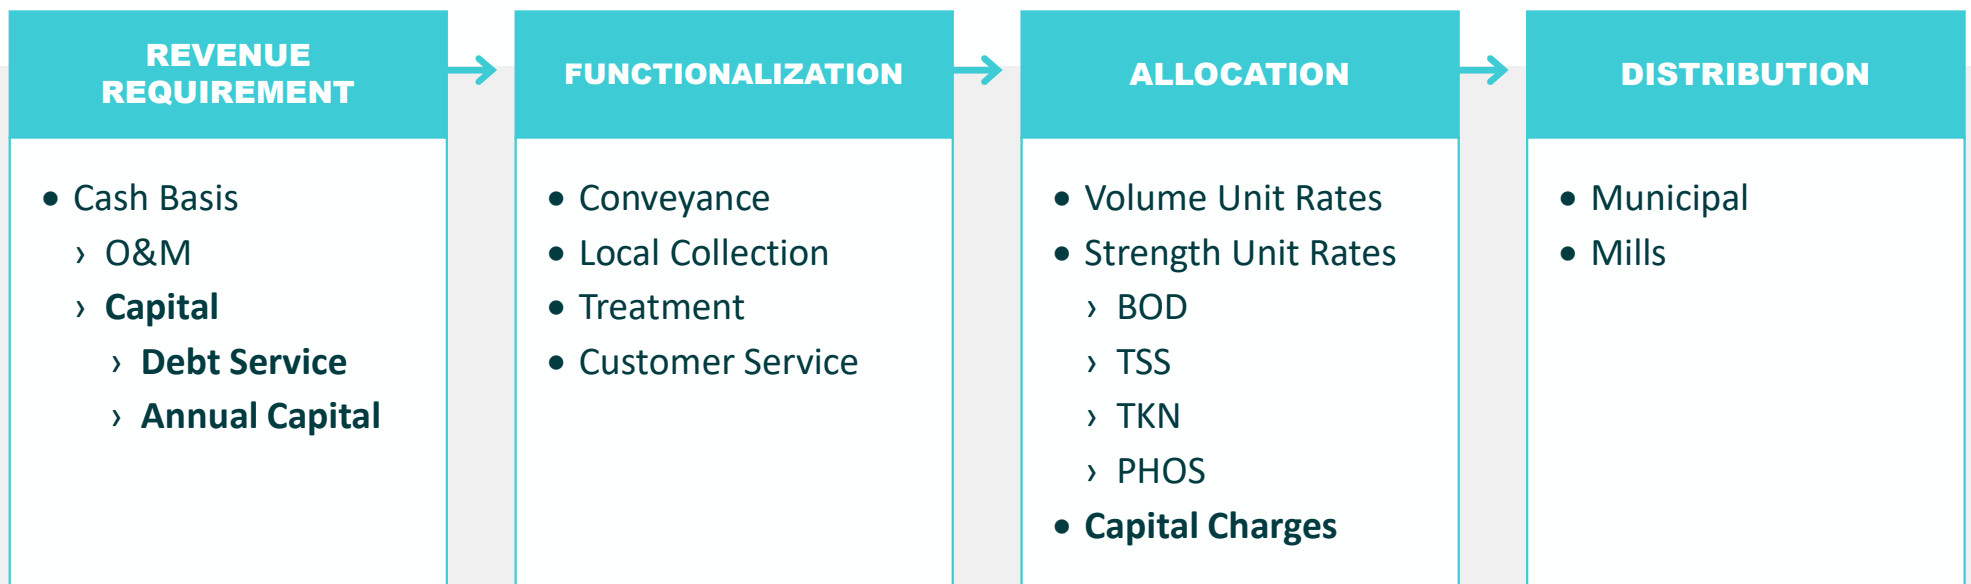 REVENUE
REQUIREMENT
• Cash Basis
› O&M
› Capital
› Debt Service
› Annual Capital
FUNCTIONALIZATION
• Conveyance
• Local Collection
• Treatment
• Customer Service
ALLOCATION
• Volume Unit Rates
• Strength Unit Rates
› BOD
› TSS
› TKN
› PHOS
• Capital Charges
DISTRIBUTION
• Municipal
• Mills